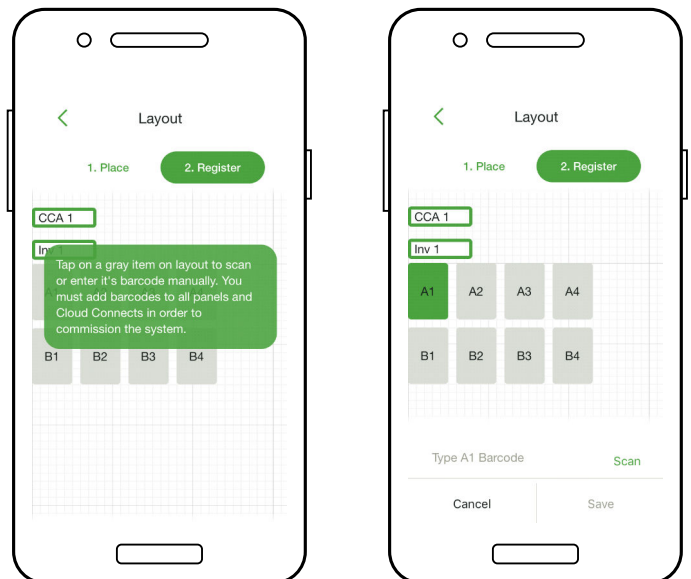 Layout
1. Place
2. Register
CCA 1
Inv 1
Tap on a gray item on layout to scan
or enter it's barcode manually. You
must add barcodes to all panels and
Cloud Connects in order to
commission the system.
B1 B2 B3 B4
Layout
1. Place
2. Register
CCA 1
Inv 1
A1 A2 A3 A4
B1 B2 B3 B4
Type A1 Barcode
Scan
Cancel
Save